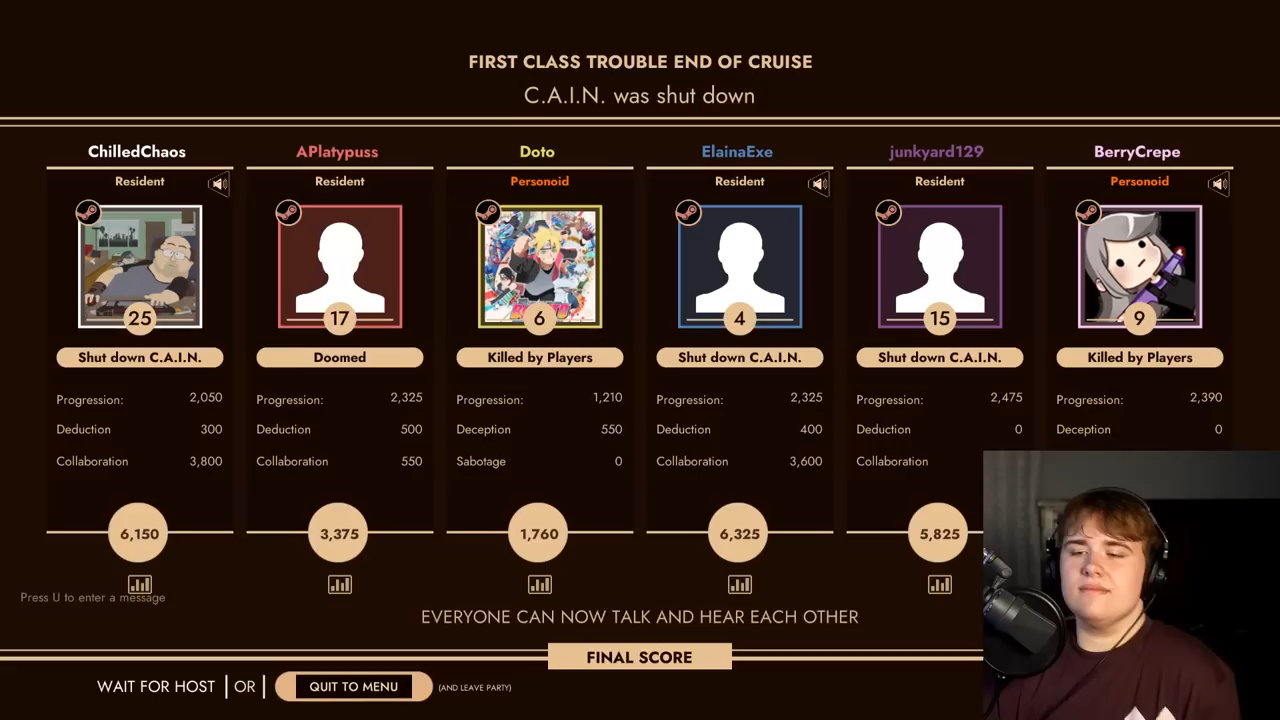 FIRST CLASS TROUBLE END OF CRUISE
C.A.I.N. was shut down
ChilledChaos APlatypuss Doto ElainaExe junkyard129 BerryCrepe
Resident Resident Personoid Resident Resident Personoid
25 17 6 4 15 9
Shut down C.A.I.N. Doomed Killed by Players Shut down C.A.I.N. Shut down C.A.I.N. Killed by Players
Progression: 2,050 Progression: 2,325 Progression: 1,210 Progression: 2,325 Progression: 2,475 Progression: 2,390
Deduction 300 Deduction 500 Deception 550 Deduction 400 Deduction 0 Deception 0
Collaboration 3,800 Collaboration 550 Sabotage 0 Collaboration 3,600 Collaboration
6,150 3,375 1,760 6,325 5,825
Press U to enter a message
EVERYONE CAN NOW TALK AND HEAR EACH OTHER
FINAL SCORE
WAIT FOR HOST | OR | QUIT TO MENU (AND LEAVE PARTY)